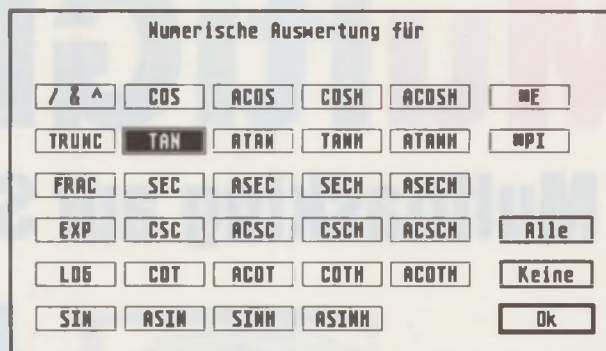 Numerische Auswertung für
/ & ^ COS ACOS COSH ACOSH %E
TRUNC TAN ATAN TANH ATANH %PI
FRAC SEC ASEC SECH ASECH
EXP CSC ACSC CSCH ACSCH Alle
LOG COT ACOT COTH ACOTH Keine
SIN ASIN SINH ASINH Ok